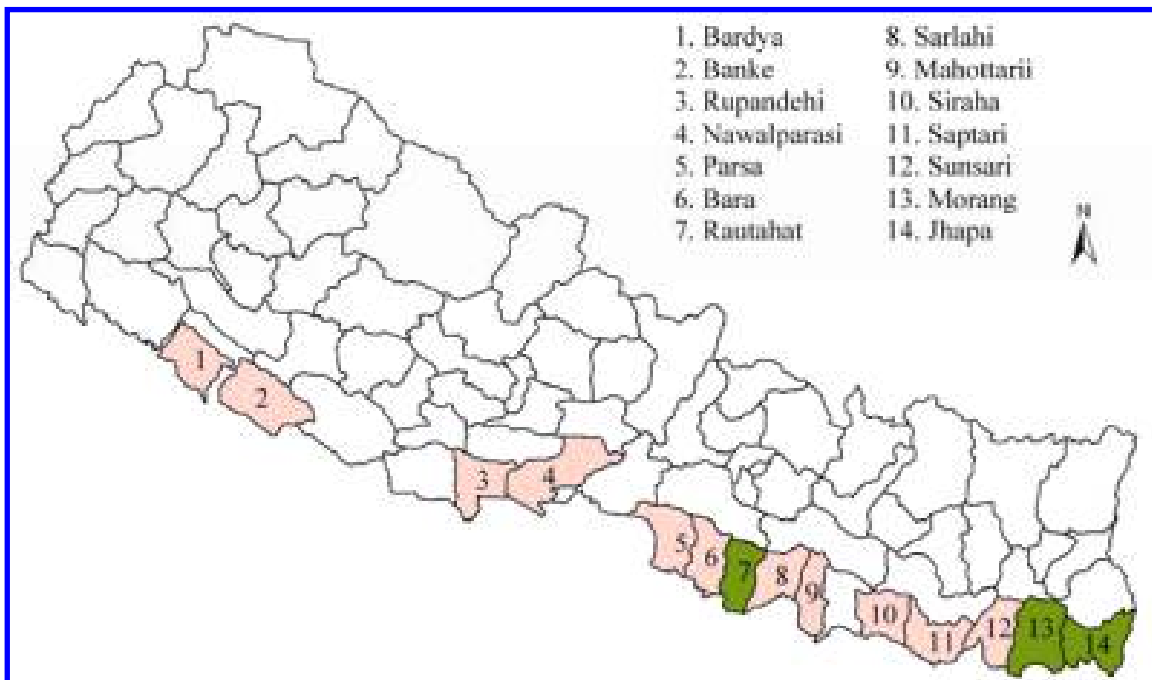 1. Bardya
2. Banke
3. Rupandehi
4. Nawalparasi
5. Parsa
6. Bara
7. Rautahat
8. Sarlahi
9. Mahottarii
10. Siraha
11. Saptari
12. Sunsari
13. Morang
14. Jhapa
N
1
2
3
4
5
6
7
8
9
10
11
12
13
14